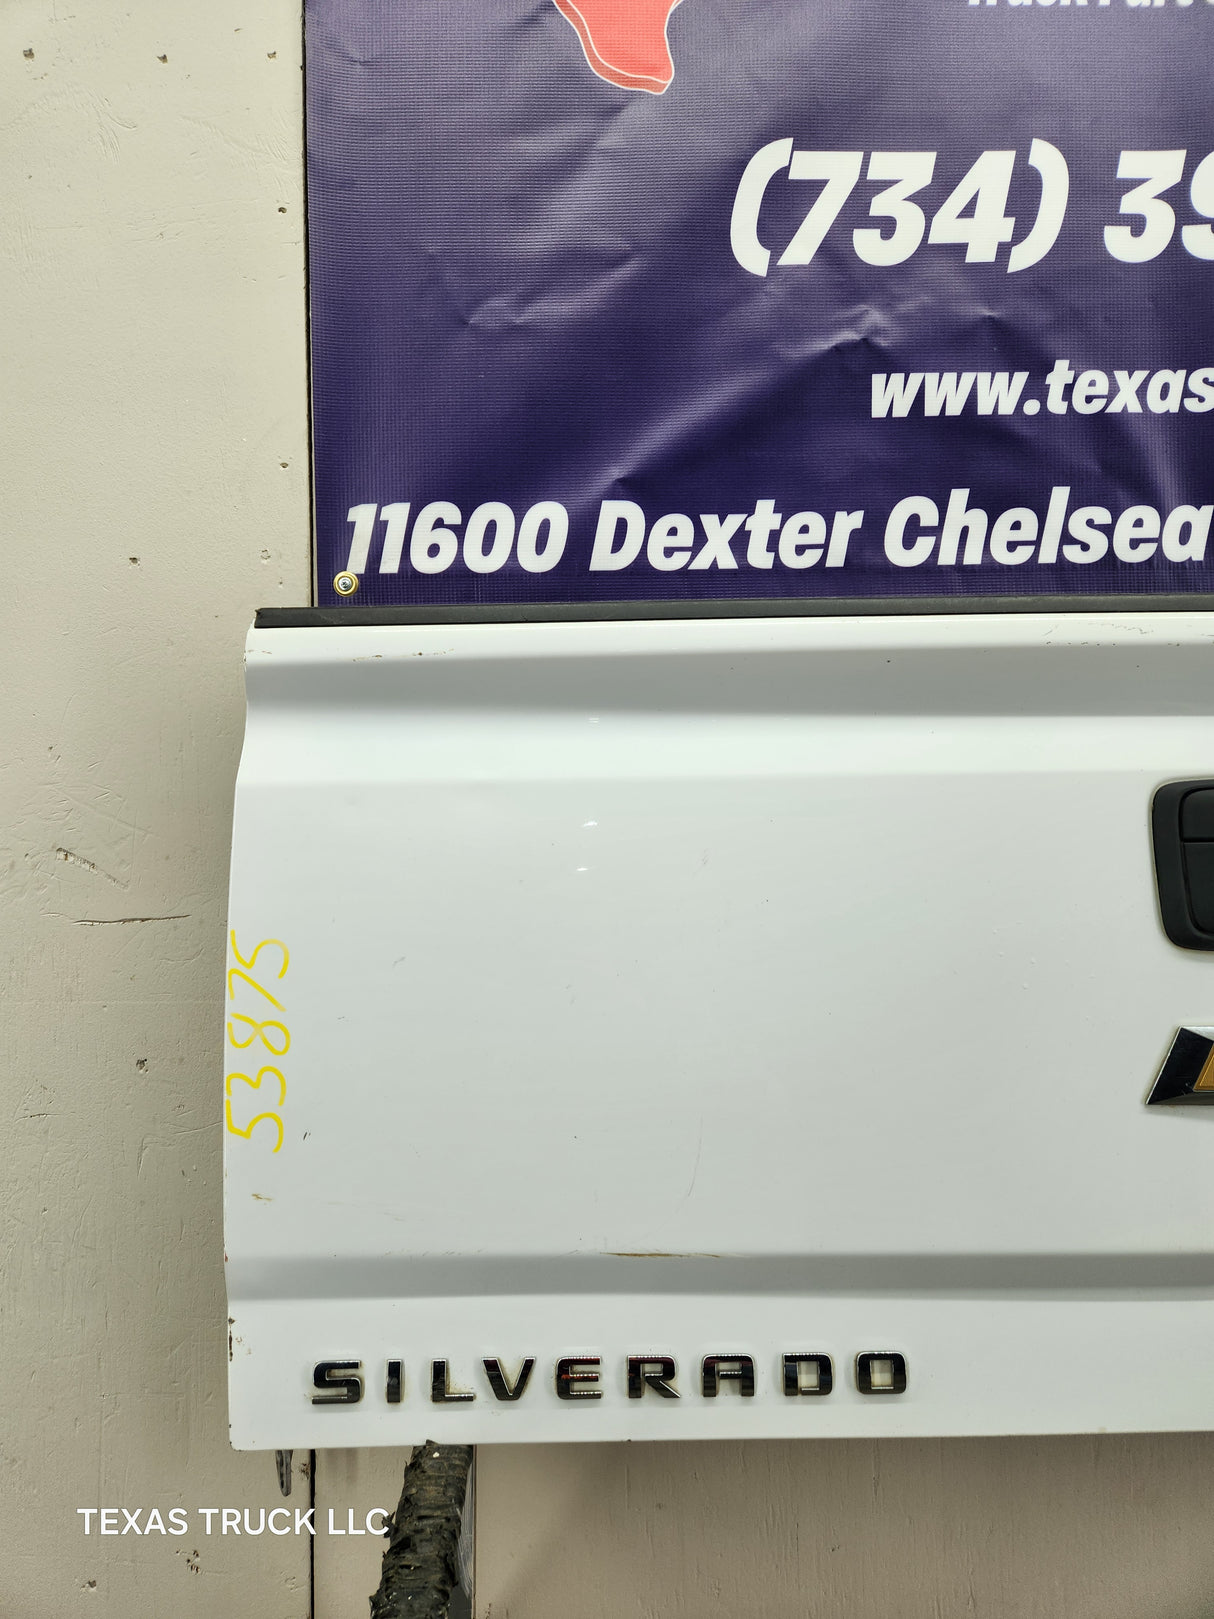 (734) 39
www.texas
11600 Dexter Chelsea
53875
SILVERADO
TEXAS TRUCK LLC